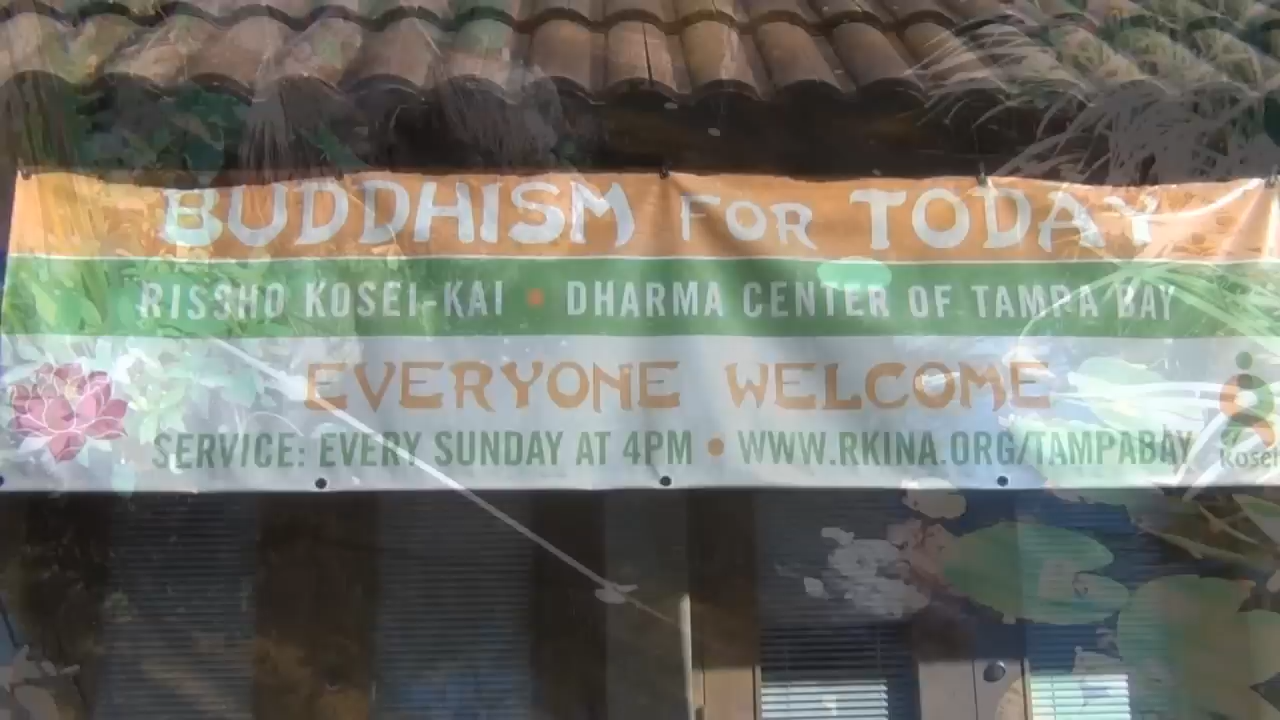 BUDDHISM FOR TODAY
RISSHO KOSEI-KAI • DHARMA CENTER OF TAMPA BAY
EVERYONE WELCOME
SERVICE: EVERY SUNDAY AT 4PM • WWW.RKINA.ORG/TAMPABAY
Kosei